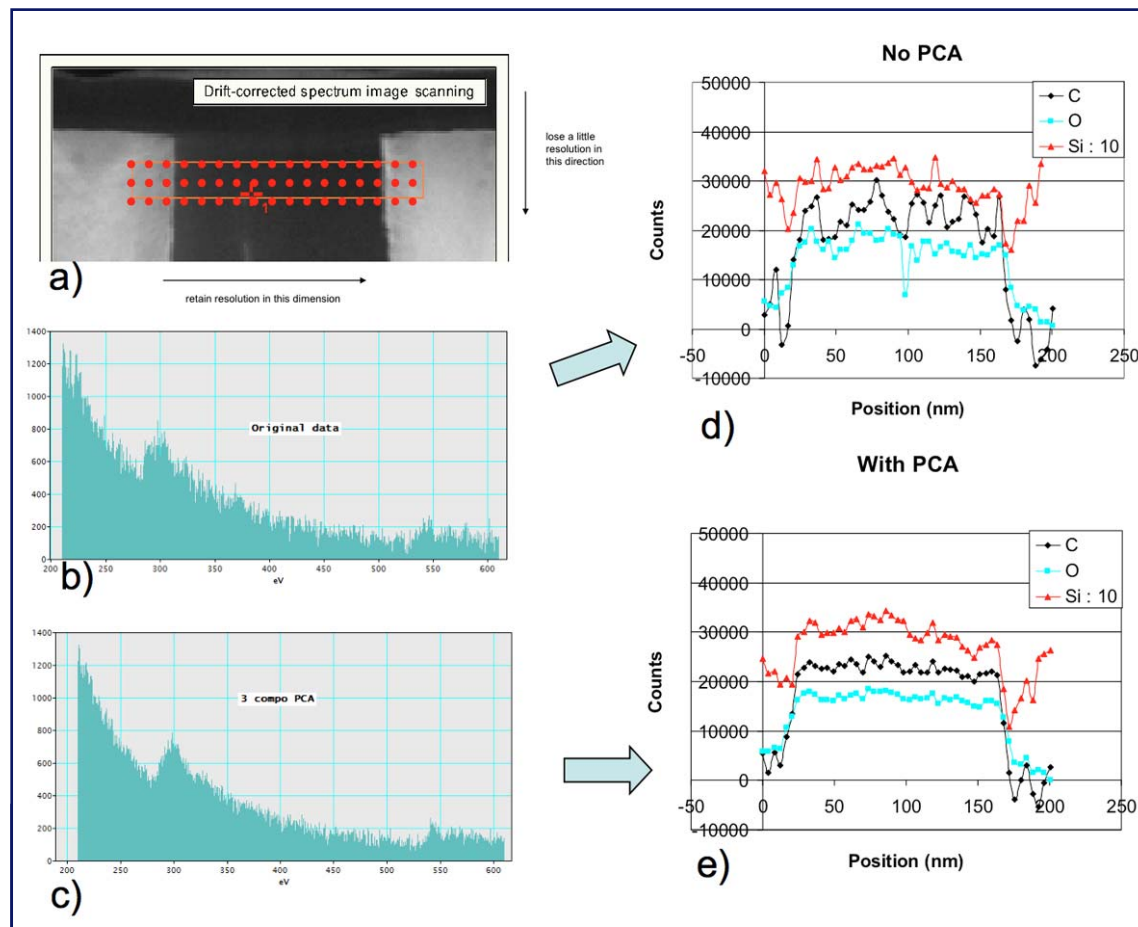 Drift-corrected spectrum image scanning
lose a little
resolution in
this direction
1
a)
retain resolution in this dimension
1400
1200
1000
800
600
400
200
0
Original data
200
250
300
350
400
450
500
550
600
eV
b)
1400
1200
1000
800
600
400
200
0
3 compo PCA
200
250
300
350
400
450
500
550
600
eV
c)
No PCA
50000
40000
30000
20000
10000
0
-10000
Counts
C
O
Si : 10
-50
0
50
100
150
250
Position (nm)
d)
With PCA
50000
40000
30000
20000
10000
0
-10000
Counts
C
O
Si : 10
-50
0
50
100
150
200
250
Position (nm)
e)